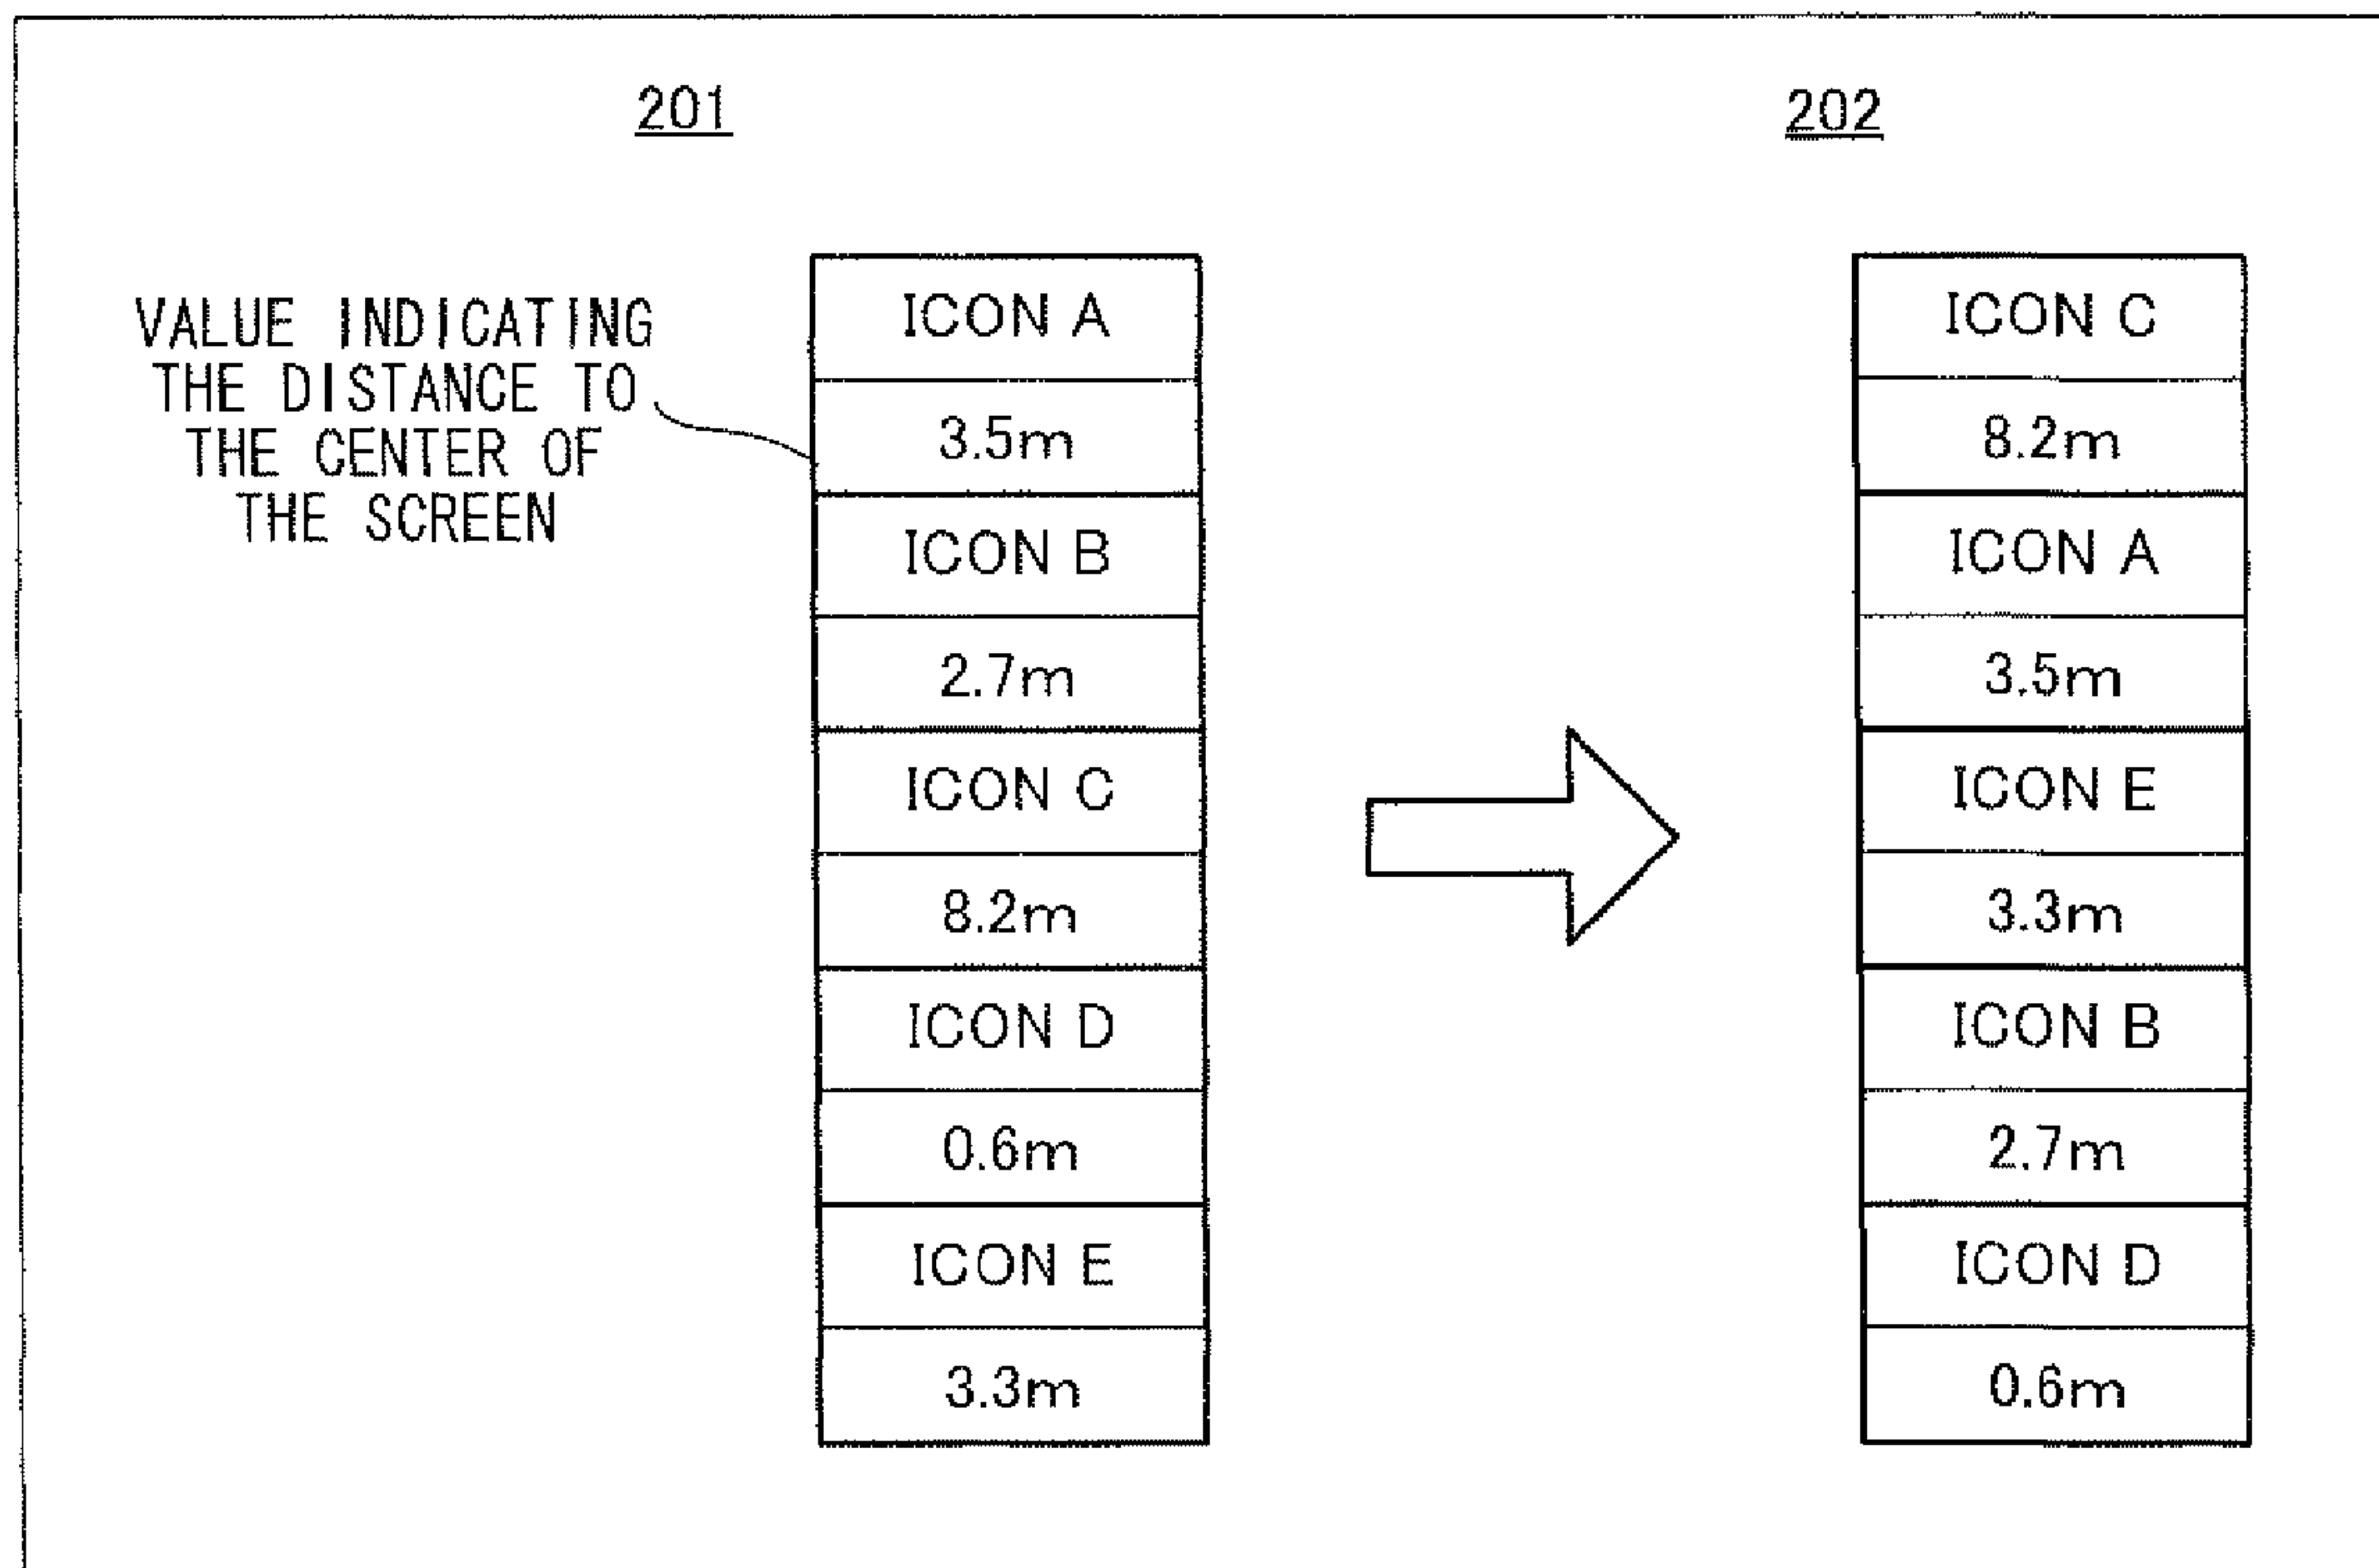 201
202
VALUE INDICATING
THE DISTANCE TO
THE CENTER OF
THE SCREEN
ICON A
3.5m
ICON B
2.7m
ICON C
8.2m
ICON D
0.6m
ICON E
3.3m
ICON C
8.2m
ICON A
3.5m
ICON E
3.3m
ICON B
2.7m
ICON D
0.6m